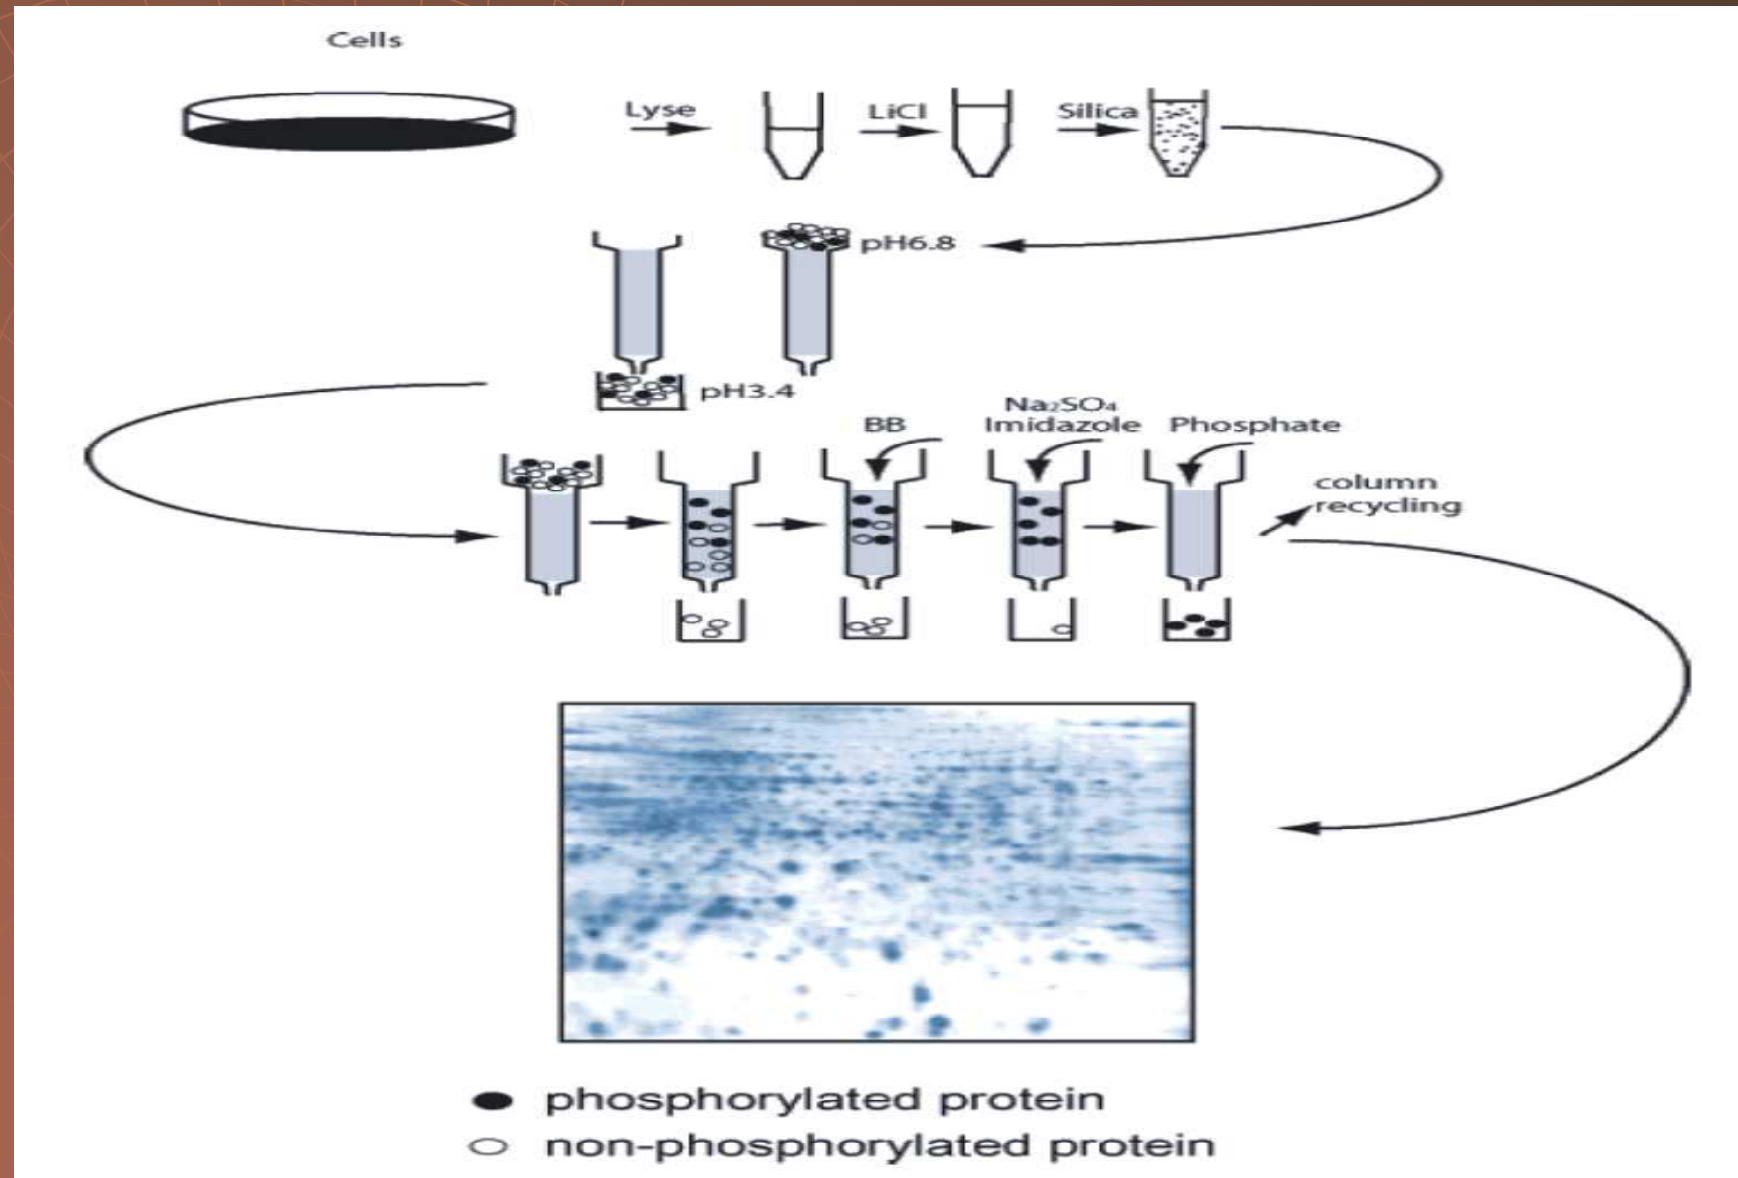 Cells
Lyse
LiCl
Silica
pH6.8
pH3.4
BB
Na₂SO₄
Imidazole
Phosphate
column
recycling
phosphorylated protein
non-phosphorylated protein